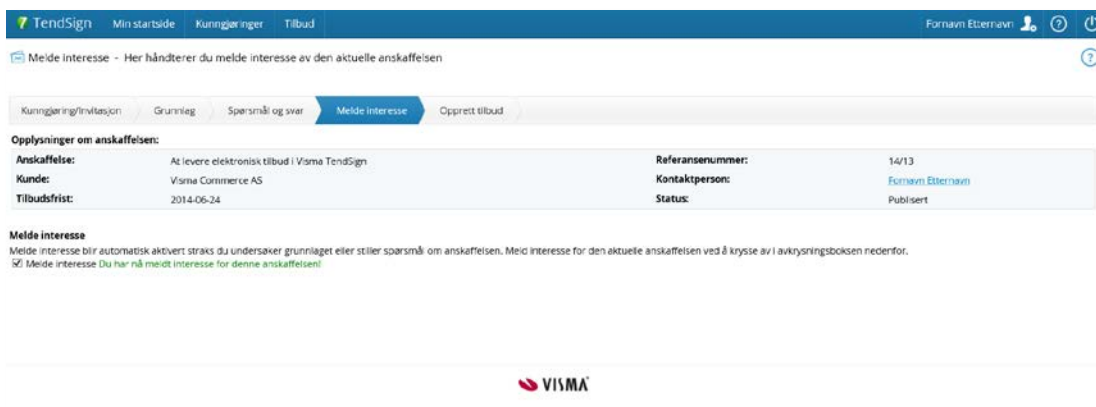 TendSign Min startside Kunngjøringer Tilbud Fornavn Etternavn
Melde interesse - Her håndterer du melde interesse av den aktuelle anskaffelsen
Kunngjøring/Invitasjon Grunnlag Spørsmål og svar Melde interesse Opprett tilbud
Opplysninger om anskaffelsen:
Anskaffelse: At levere elektronisk tilbud i Visma TendSign Referansenummer: 14/13
Kunde: Visma Commerce AS Kontaktperson: Fornavn Etternavn
Tilbudsfrist: 2014-06-24 Status: Publisert
Melde interesse
Melde interesse blir automatisk aktivert straks du undersøker grunnlaget eller stiller spørsmål om anskaffelsen. Meld interesse for den aktuelle anskaffelsen ved å krysse av i avkrysningsboksen nedenfor.
Melde interesse Du har nå meldt interesse for denne anskaffelsen!
VISMA